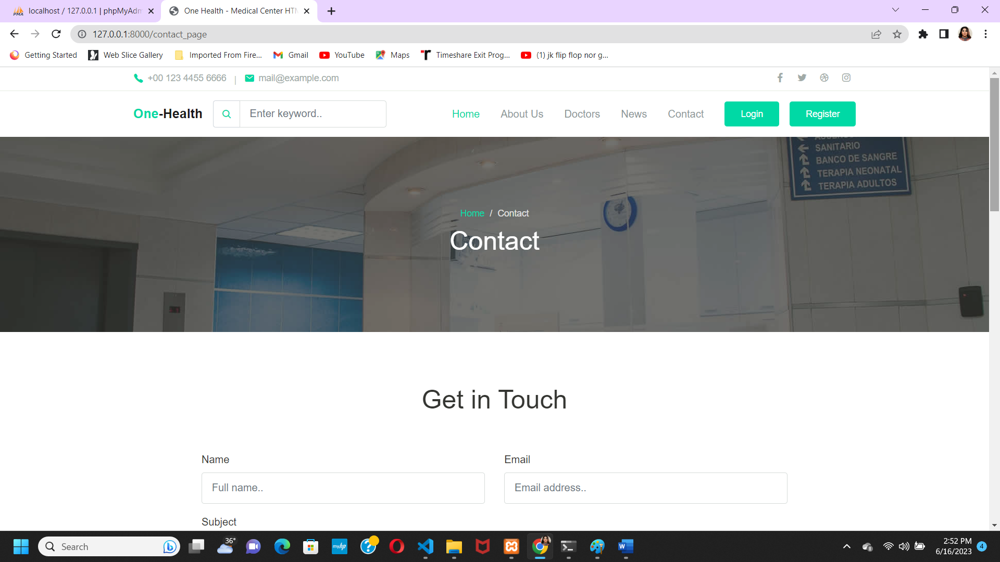 localhost / 127.0.0.1 | phpMyAdm
One Health - Medical Center HTM
127.0.0.1:8000/contact_page
Getting Started
Web Slice Gallery
Imported From Fire...
Gmail
YouTube
Maps
Timeshare Exit Prog...
(1) jk flip flop nor g...
+00 123 4455 6666 | mail@example.com
One-Health
Enter keyword..
Home
About Us
Doctors
News
Contact
Login
Register
SANITARIO
BANCO DE SANGRE
TERAPIA NEONATAL
TERAPIA ADULTOS
Home / Contact
Contact
Get in Touch
Name
Email
Full name..
Email address..
Subject
Search
36°
myhp
2:52 PM
6/16/2023
4